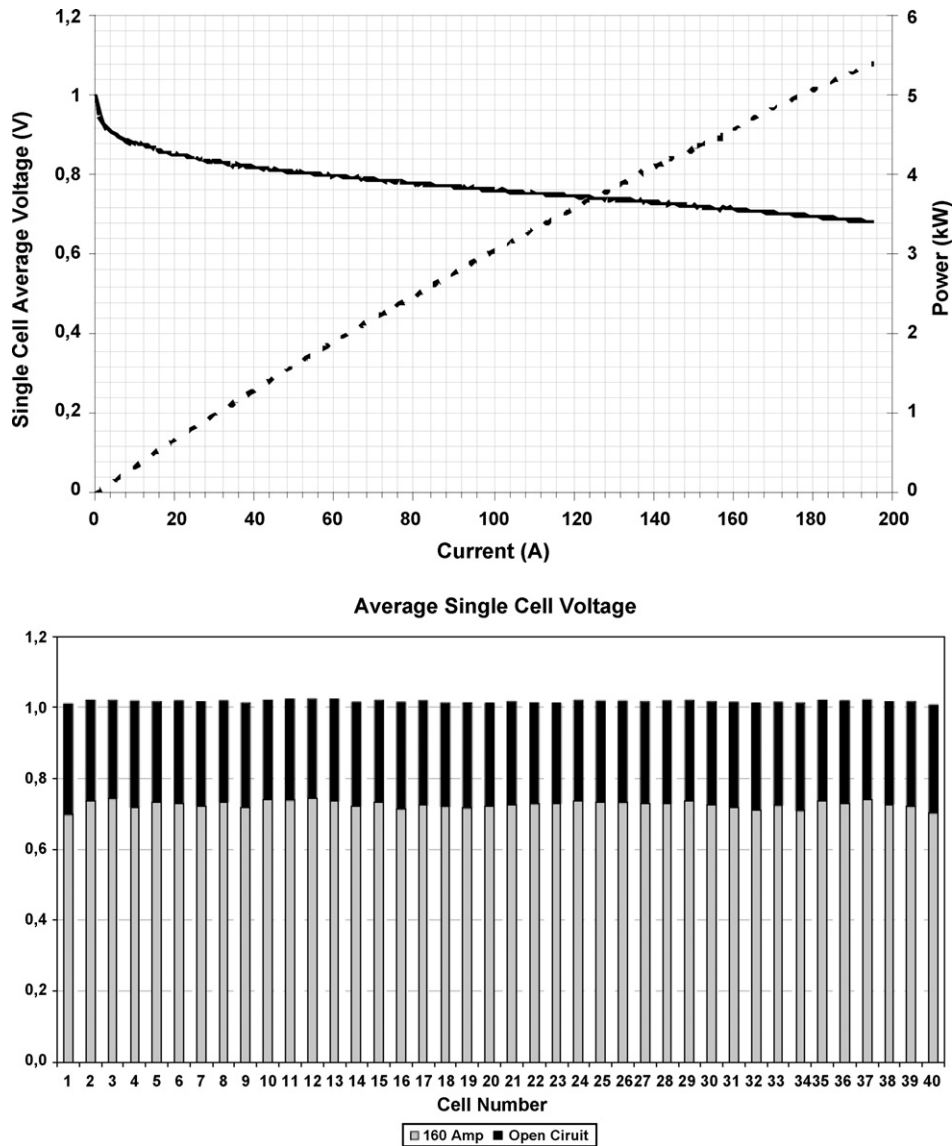 1,2
1
0,8
0,6
0,4
0,2
0
Single Cell Average Voltage (V)
6
5
4
3
2
1
0
Power (kW)
0 20 40 60 80 100 120 140 160 180 200
Current (A)
Average Single Cell Voltage
1,2
1,0
0,8
0,6
0,4
0,2
0,0
1 2 3 4 5 6 7 8 9 10 11 12 13 14 15 16 17 18 19 20 21 22 23 24 25 26 27 28 29 30 31 32 33 34 35 36 37 38 39 40
Cell Number
160 Amp Open Ciruit